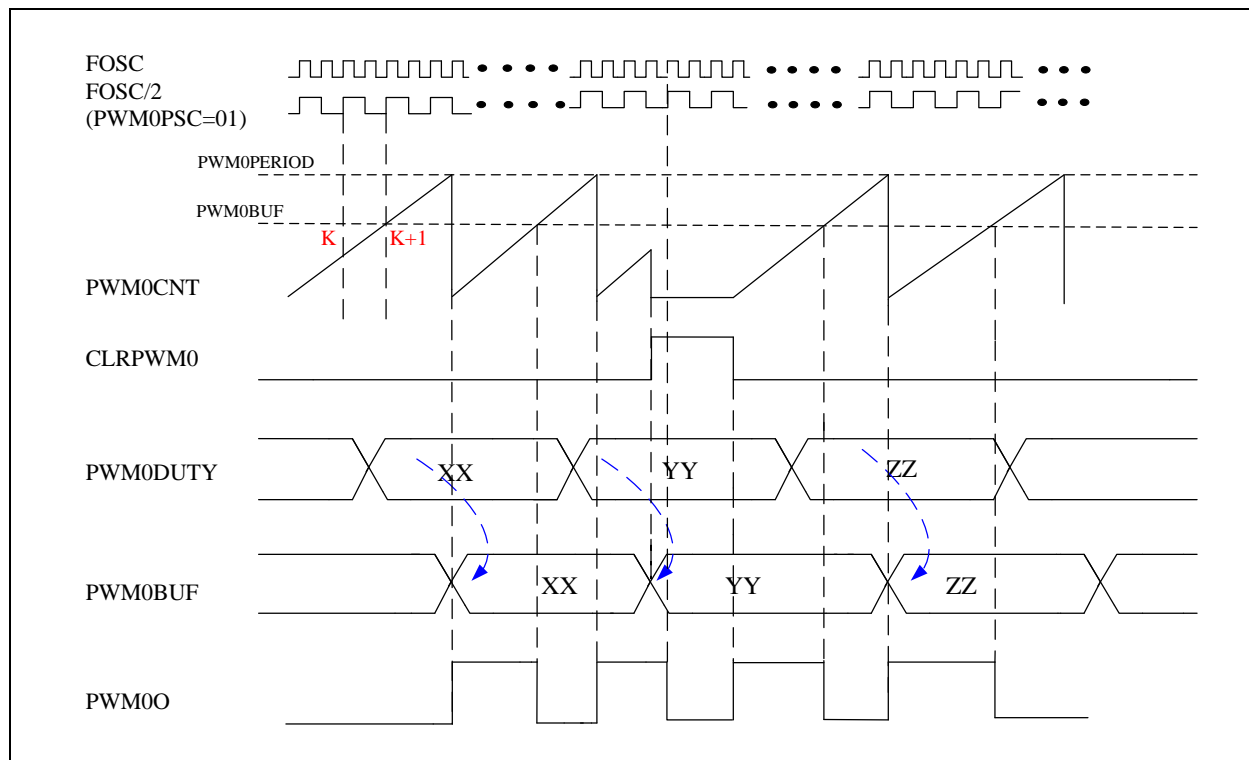 FOSC
FOSC/2
(PWM0PSC=01)
PWM0PERIOD
PWM0BUF
K K+1
PWM0CNT
CLRPWM0
PWM0DUTY XX YY ZZ
PWM0BUF XX YY ZZ
PWM0O